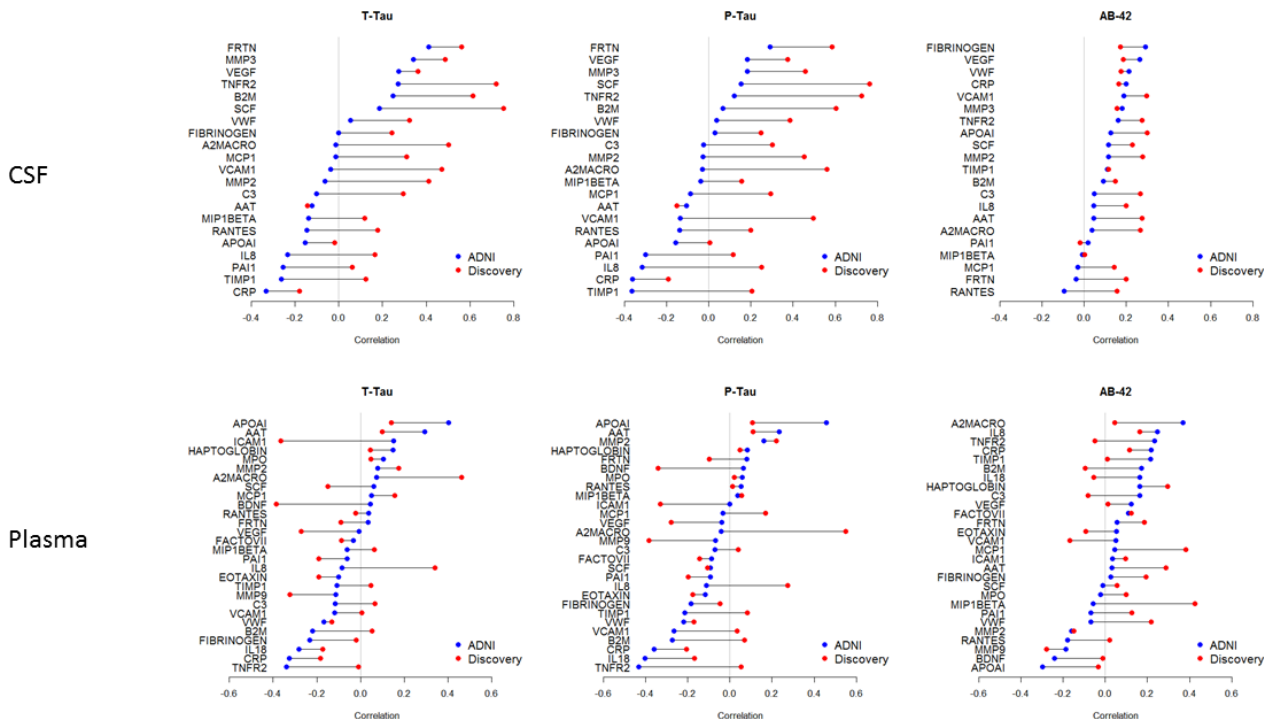 CSF
T-Tau
FRTN
MMP3
VEGF
TNFR2
B2M
SCF
VWF
FIBRINOGEN
A2MACRO
MCP1
VCAM1
MMP2
C3
AAT
MIP1BETA
RANTES
APOAI
IL8
PAI1
TIMP1
CRP
ADNI
Discovery
-0.4 -0.2 0.0 0.2 0.4 0.6 0.8
Correlation
P-Tau
FRTN
VEGF
MMP3
SCF
TNFR2
B2M
VWF
FIBRINOGEN
C3
MMP2
A2MACRO
MIP1BETA
MCP1
AAT
VCAM1
RANTES
APOAI
PAI1
IL8
CRP
TIMP1
ADNI
Discovery
-0.4 -0.2 0.0 0.2 0.4 0.6 0.8
Correlation
AB-42
FIBRINOGEN
VEGF
VWF
CRP
VCAM1
MMP3
TNFR2
APOAI
SCF
MMP2
TIMP1
B2M
C3
IL8
AAT
A2MACRO
PAI1
MIP1BETA
MCP1
FRTN
RANTES
ADNI
Discovery
-0.4 -0.2 0.0 0.2 0.4 0.6 0.8
Correlation
Plasma
T-Tau
APOAI
AAT
ICAM1
HAPTOGLOBIN
MPO
MMP2
A2MACRO
SCF
MCP1
BDNF
RANTES
FRTN
VEGF
FACTOVII
MIP1BETA
PAI1
IL8
EOTAXIN
TIMP1
MMP9
C3
VCAM1
VWF
B2M
FIBRINOGEN
IL18
CRP
TNFR2
ADNI
Discovery
-0.6 -0.4 -0.2 0.0 0.2 0.4 0.6
Correlation
P-Tau
APOAI
AAT
MMP2
HAPTOGLOBIN
FRTN
BDNF
MPO
RANTES
MIP1BETA
ICAM1
MCP1
VEGF
A2MACRO
MMP9
C3
FACTOVII
SCF
PAI1
IL8
EOTAXIN
FIBRINOGEN
TIMP1
VWF
VCAM1
B2M
CRP
IL18
TNFR2
ADNI
Discovery
-0.6 -0.4 -0.2 0.0 0.2 0.4 0.6
Correlation
AB-42
A2MACRO
IL8
TNFR2
CRP
TIMP1
B2M
IL18
HAPTOGLOBIN
C3
VEGF
FACTOVII
FRTN
EOTAXIN
VCAM1
MCP1
ICAM1
AAT
FIBRINOGEN
SCF
MPO
MIP1BETA
PAI1
VWF
MMP2
RANTES
MMP9
BDNF
APOAI
ADNI
Discovery
-0.6 -0.4 -0.2 0.0 0.2 0.4 0.6
Correlation